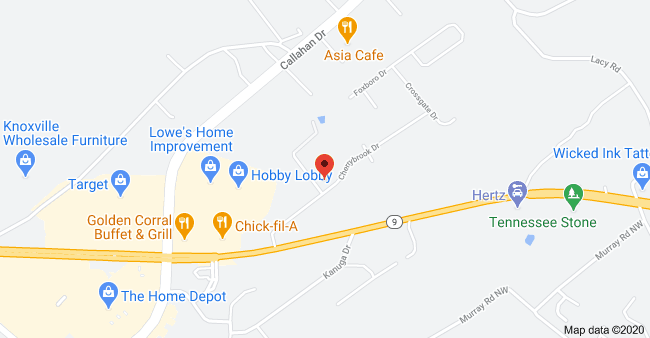 Callahan Dr
Asia Cafe
Foxboro Dr
Lacy Rd
Crossgate Dr
Knoxville
Wholesale Furniture
Lowe's Home
Improvement
Hobby Lobby
Cherrybrook Dr
Wicked Ink Tatt
Target
Hertz
Golden Corral
Buffet & Grill
Chick-fil-A
9
Tennessee Stone
Kanuga Dr
Murray Rd NW
The Home Depot
Murray Rd NW
Map data ©2020